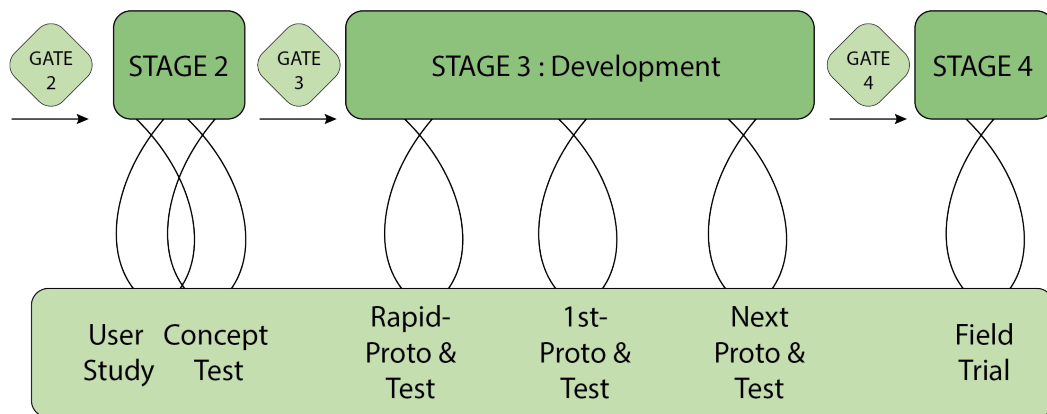 GATE
2
STAGE 2
GATE
3
STAGE 3 : Development
GATE
4
STAGE 4
User
Study
Concept
Test
Rapid-
Proto &
Test
1st-
Proto &
Test
Next
Proto &
Test
Field
Trial